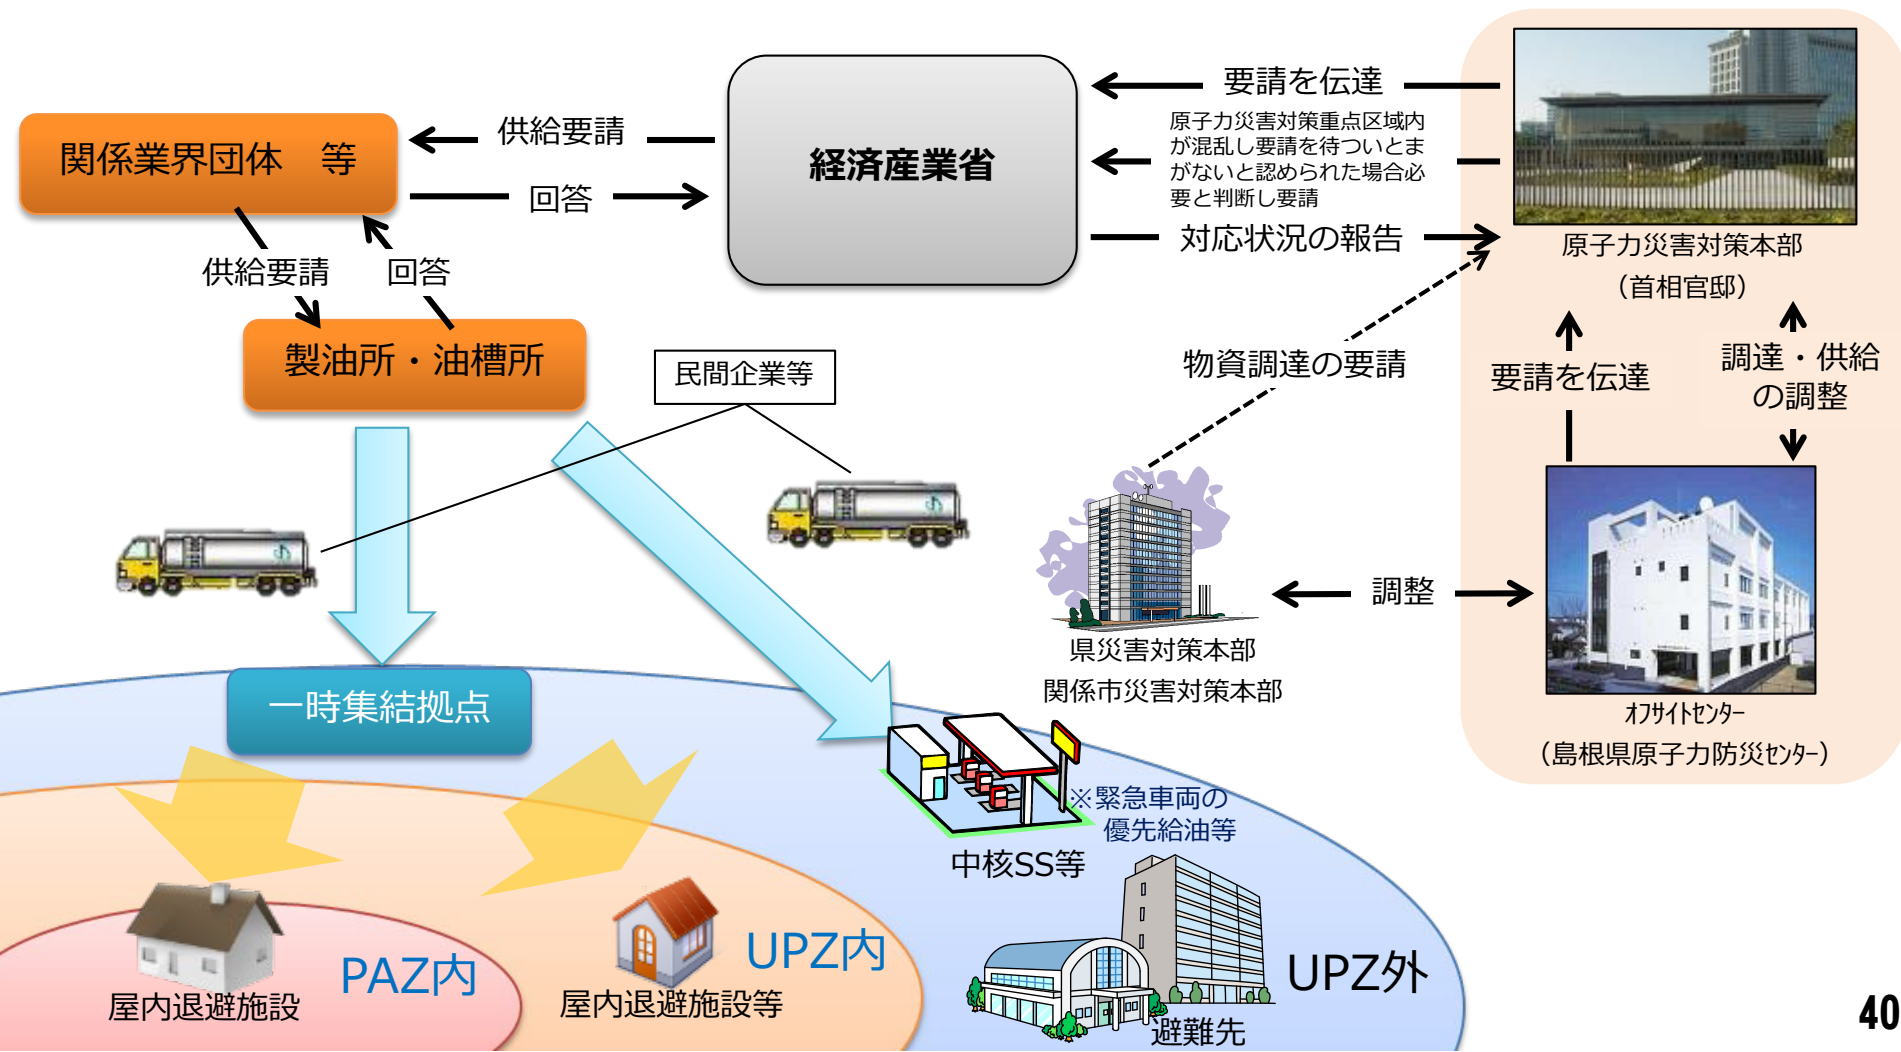 要請を伝達
原子力災害対策重点区域内
が混乱し要請を待ついとま
がないと認められた場合必
要と判断し要請
対応状況の報告
経済産業省
供給要請
回答
関係業界団体　等
供給要請
回答
製油所・油槽所
民間企業等
原子力災害対策本部
（首相官邸）
物資調達の要請
要請を伝達
調達・供給
の調整
調整
県災害対策本部
関係市災害対策本部
ｵﾌｻｲﾄｾﾝﾀｰ
（島根県原子力防災ｾﾝﾀｰ）
一時集結拠点
※緊急車両の
優先給油等
中核SS等
PAZ内
屋内退避施設
UPZ内
屋内退避施設等
UPZ外
避難先
40